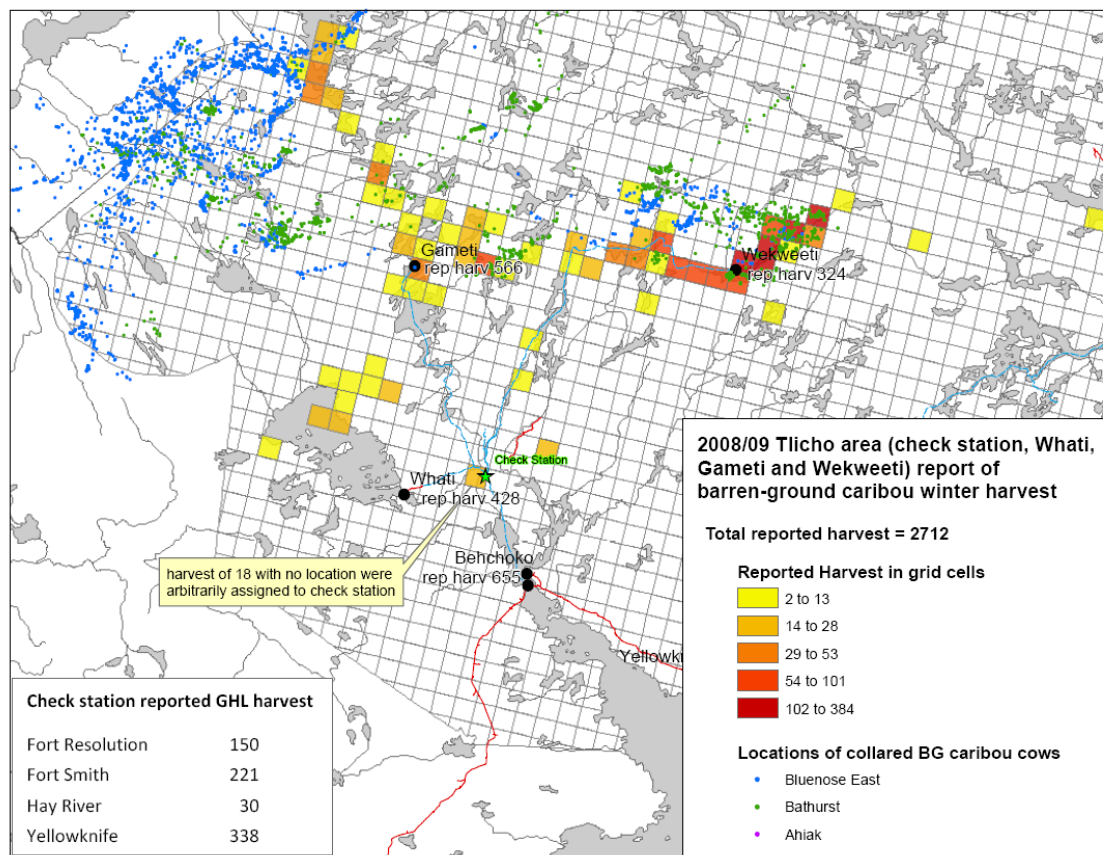 Gameti
rep harv 566
Wekweeti
rep harv 324
Check Station
Whati
rep harv 428
Behchoko
rep harv 655
harvest of 18 with no location were
arbitrarily assigned to check station
Yellowkn
Check station reported GHL harvest
Fort Resolution 150
Fort Smith 221
Hay River 30
Yellowknife 338
2008/09 Tlicho area (check station, Whati,
Gameti and Wekweeti) report of
barren-ground caribou winter harvest
Total reported harvest = 2712
Reported Harvest in grid cells
2 to 13
14 to 28
29 to 53
54 to 101
102 to 384
Locations of collared BG caribou cows
Bluenose East
Bathurst
Ahiak